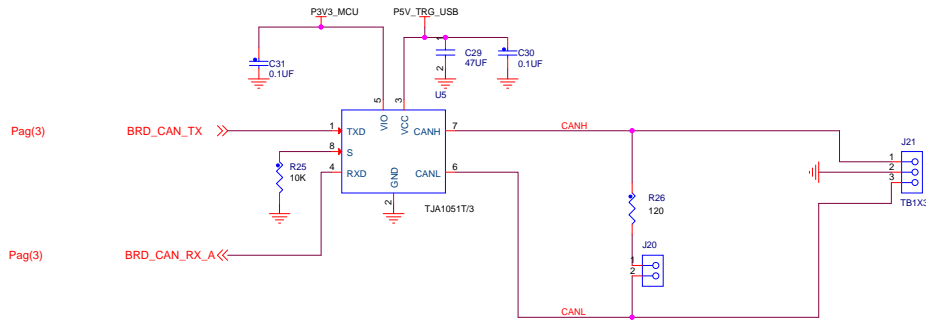 P3V3_MCU
P5V_TRG_USB
C31
0.1UF
1
2
C29
47UF
C30
0.1UF
U5
5
3
VIO
VCC
Pag(3)
BRD_CAN_TX
1
TXD
CANH
7
CANH
8
S
R25
10K
4
RXD
CANL
6
GND
2
TJA1051T/3
J21
1
2
3
TB1X3
R26
120
J20
1
2
Pag(3)
BRD_CAN_RX_A
CANL